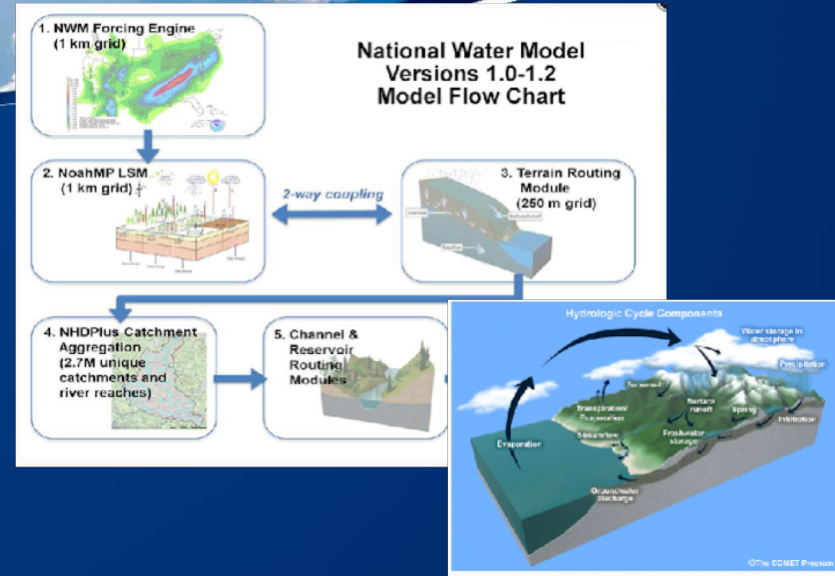 1. NWM Forcing Engine
(1 km grid)
National Water Model
Versions 1.0-1.2
Model Flow Chart
2. NoahMP LSM
(1 km grid)
2-way coupling
3. Terrain Routing
Module
(250 m grid)
4. NHDPlus Catchment
Aggregation
(2.7M unique
catchments and
river reaches)
5. Channel &
Reservoir
Routing
Modules
Hydrologic Cycle Components
Water storage in
atmosphere
Precipitation
Snowmelt
Surface
runoff
Spring
Infiltration
Transpiration/
Evaporation
Streamflow
Freshwater
storage
Evaporation
Groundwater
discharge
©The COMET Program